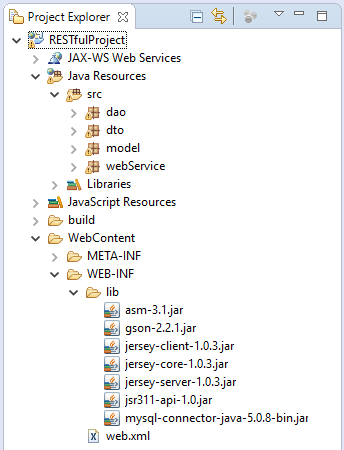 Project Explorer
RESTfulProject
JAX-WS Web Services
Java Resources
src
dao
dto
model
webService
Libraries
JavaScript Resources
build
WebContent
META-INF
WEB-INF
lib
asm-3.1.jar
gson-2.2.1.jar
jersey-client-1.0.3.jar
jersey-core-1.0.3.jar
jersey-server-1.0.3.jar
jsr311-api-1.0.jar
mysql-connector-java-5.0.8-bin.jar
web.xml